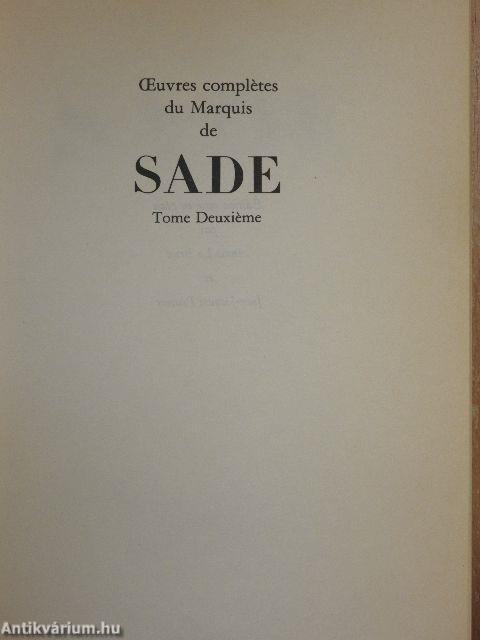 Œuvres complètes
du Marquis
de
SADE
Tome Deuxième
Antikvárium.hu